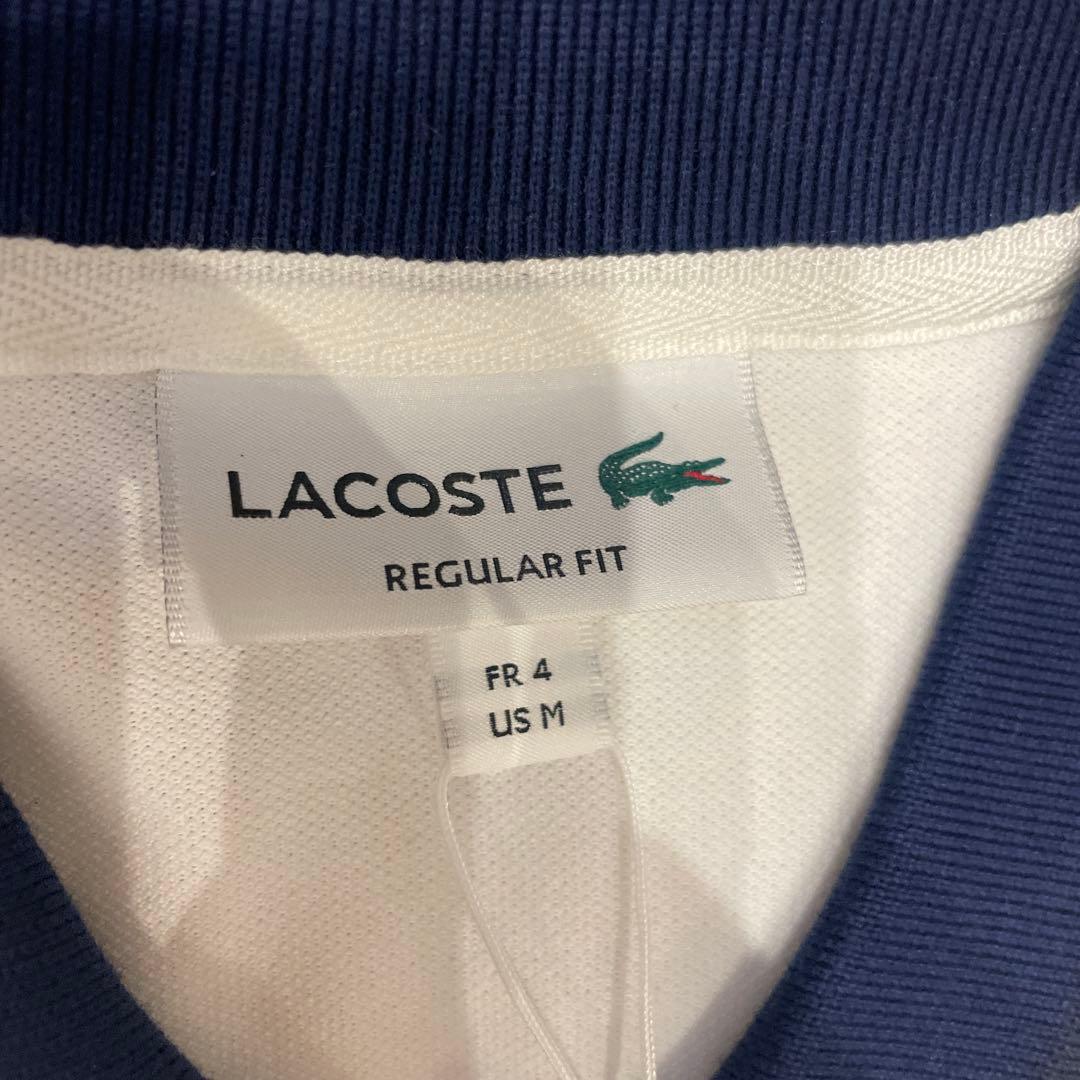 LACOSTE
REGULAR FIT
FR 4
US M